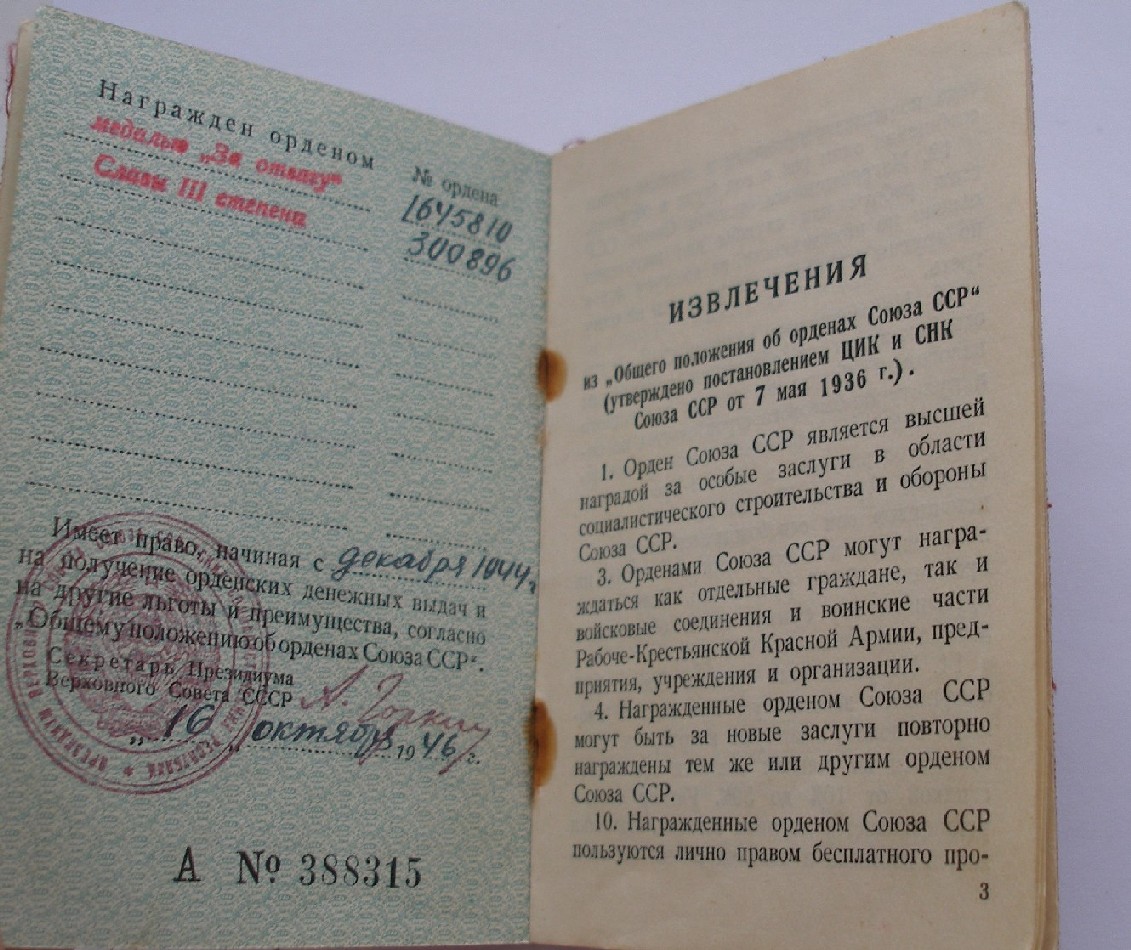 Награжден орденом
№ ордена
медалью „За отвагу“
1645810
Славы III степени
300896
Имеет право, начиная с декабря 1944 г.
на получение орденских денежных выдач и
на другие льготы и преимущества, согласно
„Общему положению об орденах Союза ССР“.
Секретарь Президиума
Верховного Совета СССР А. Горкин
„16„ октября 1946 г.
А № 388315
ИЗВЛЕЧЕНИЯ
из „Общего положения об орденах Союза ССР“
(утверждено постановлением ЦИК и СНК
Союза ССР от 7 мая 1936 г.).
1. Орден Союза ССР является высшей
наградой за особые заслуги в области
социалистического строительства и обороны
Союза ССР.
3. Орденами Союза ССР могут награ-
ждаться как отдельные граждане, так и
войсковые соединения и воинские части
Рабоче-Крестьянской Красной Армии, пред-
приятия, учреждения и организации.
4. Награжденные орденом Союза ССР
могут быть за новые заслуги повторно
награждены тем же или другим орденом
Союза ССР.
10. Награжденные орденом Союза ССР
пользуются лично правом бесплатного про-
3